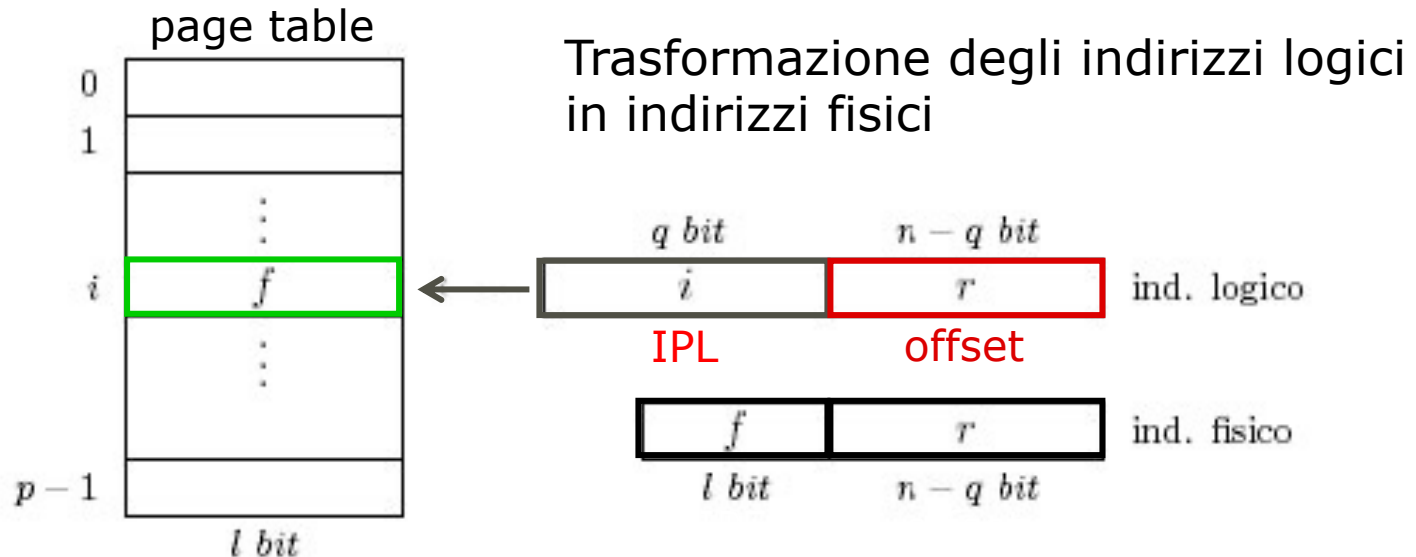 page table
Trasformazione degli indirizzi logici
in indirizzi fisici
0
1
⋮
q bit
n − q bit
i
f
i
r
ind. logico
IPL
offset
⋮
f
r
ind. fisico
p − 1
l bit
n − q bit
l bit